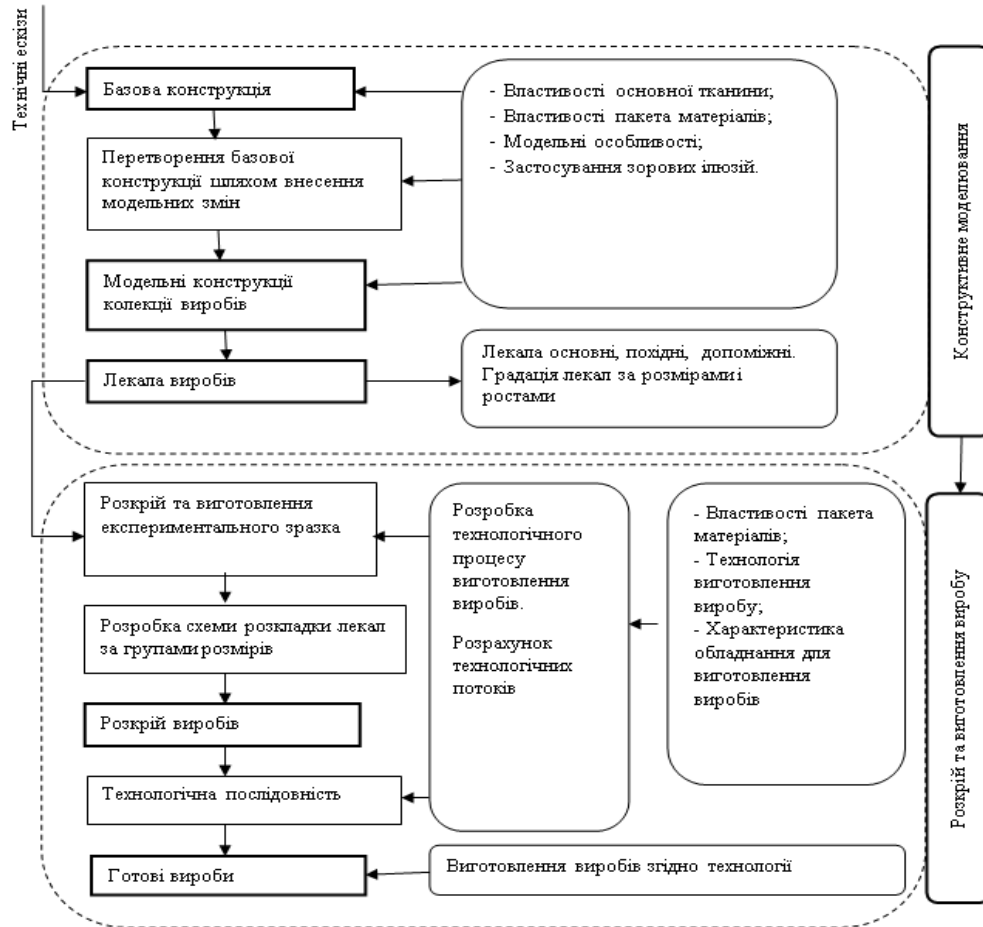 Технічні ескізи
Базова конструкція
- Властивості основної тканини;
- Властивості пакета матеріалів;
- Модельні особливості;
- Застосування зорових ілюзій.
Перетворення базової
конструкції шляхом внесення
модельних змін
Модельні конструкції
колекції виробів
Лекала виробів
Лекала основні, похідні, допоміжні.
Градація лекал за розмірами і
ростами
Конструктивне моделювання
Розкрій та виготовлення
експериментального зразка
Розробка схеми розкладки лекал
за групами розмірів
Розкрій виробів
Технологічна послідовність
Готові вироби
Розробка
технологічного
процесу
виготовлення
виробів.
Розрахунок
технологічних
потоків
- Властивості пакета
матеріалів;
- Технологія
виготовлення
виробу;
- Характеристика
обладнання для
виготовлення
виробів
Виготовлення виробів згідно технології
Розкрій та виготовлення виробу